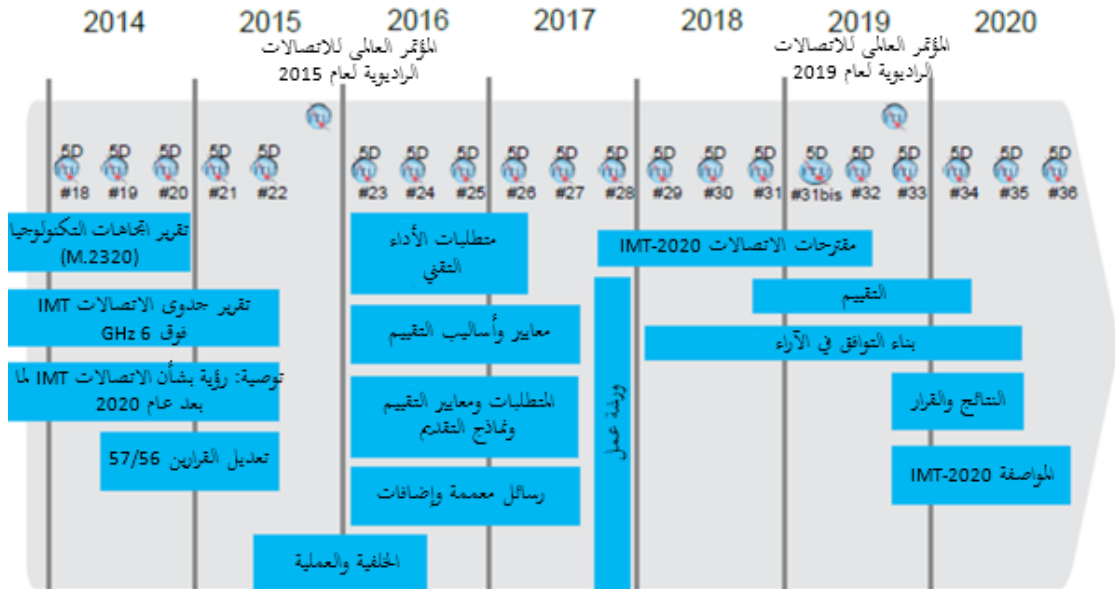 2014
2015
2016
2017
2018
2019
2020
المؤتمر العالمى للاتصالات
الراديوية لعام 2015
المؤتمر العالمى للاتصالات
الراديوية لعام 2019
5D
#18
5D
#19
5D
#20
5D
#21
5D
#22
5D
#23
5D
#24
5D
#25
5D
#26
5D
#27
5D
#28
5D
#29
5D
#30
5D
#31
5D
#31bis
5D
#32
5D
#33
5D
#34
5D
#35
5D
#36
تقرير اتجاهات التكنولوجيا
(M.2320)
تقرير جدوى الاتصالات IMT
فوق 6 GHz
توصية: رؤية بشأن الاتصالات IMT لما
بعد عام 2020
تعديل القرارين 57/56
الخلفية والعملية
متطلبات الأداء
التقني
معايير وأساليب التقييم
المتطلبات ومعايير التقييم
ونماذج التقديم
رسائل معممة وإضافات
ورشة عمل
مقترحات الاتصالات IMT-2020
التقييم
بناء التوافق في الآراء
النتائج والقرار
المواصفة IMT-2020